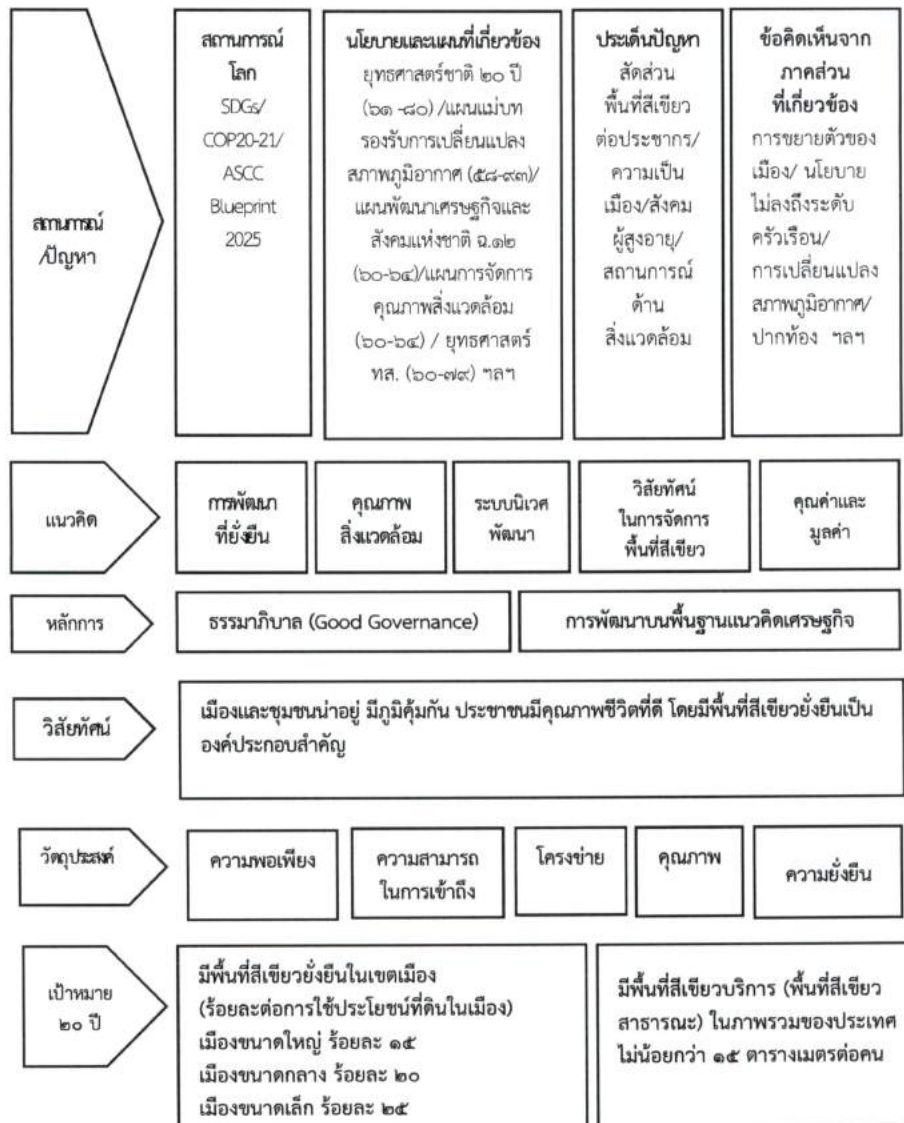 สถานการณ์
/ปัญหา
สถานการณ์
โลก
SDGs/
COP20-21/
ASCC
Blueprint
2025
นโยบายและแผนที่เกี่ยวข้อง
ยุทธศาสตร์ชาติ ๒๐ ปี
(๖๑ -๘๐) /แผนแม่บท
รองรับการเปลี่ยนแปลง
สภาพภูมิอากาศ (๕๘-๙๓)/
แผนพัฒนาเศรษฐกิจและ
สังคมแห่งชาติ ฉ.๑๒
(๖๐-๖๔)/แผนการจัดการ
คุณภาพสิ่งแวดล้อม
(๖๐-๖๔) / ยุทธศาสตร์
ทส. (๖๐-๗๙) ฯลฯ
ประเด็นปัญหา
สัดส่วน
พื้นที่สีเขียว
ต่อประชากร/
ความเป็น
เมือง/สังคม
ผู้สูงอายุ/
สถานการณ์
ด้าน
สิ่งแวดล้อม
ข้อคิดเห็นจาก
ภาคส่วน
ที่เกี่ยวข้อง
การขยายตัวของ
เมือง/ นโยบาย
ไม่ลงถึงระดับ
ครัวเรือน/
การเปลี่ยนแปลง
สภาพภูมิอากาศ/
ปากท้อง ฯลฯ
แนวคิด
การพัฒนา
ที่ยั่งยืน
คุณภาพ
สิ่งแวดล้อม
ระบบนิเวศ
พัฒนา
วิสัยทัศน์
ในการจัดการ
พื้นที่สีเขียว
คุณค่าและ
มูลค่า
หลักการ
ธรรมาภิบาล (Good Governance)
การพัฒนาบนพื้นฐานแนวคิดเศรษฐกิจ
วิสัยทัศน์
เมืองและชุมชนน่าอยู่ มีภูมิคุ้มกัน ประชาชนมีคุณภาพชีวิตที่ดี โดยมีพื้นที่สีเขียวยั่งยืนเป็น
องค์ประกอบสำคัญ
วัตถุประสงค์
ความพอเพียง
ความสามารถ
ในการเข้าถึง
โครงข่าย
คุณภาพ
ความยั่งยืน
เป้าหมาย
๒๐ ปี
มีพื้นที่สีเขียวยั่งยืนในเขตเมือง
(ร้อยละต่อการใช้ประโยชน์ที่ดินในเมือง)
เมืองขนาดใหญ่ ร้อยละ ๑๕
เมืองขนาดกลาง ร้อยละ ๒๐
เมืองขนาดเล็ก ร้อยละ ๒๕
มีพื้นที่สีเขียวบริการ (พื้นที่สีเขียว
สาธารณะ) ในภาพรวมของประเทศ
ไม่น้อยกว่า ๑๕ ตารางเมตรต่อคน